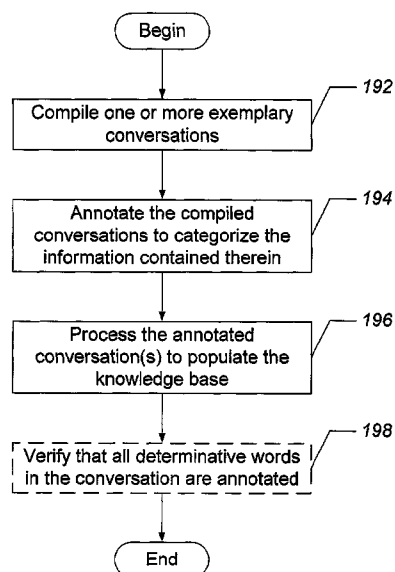 Begin
192
Compile one or more exemplary
conversations
194
Annotate the compiled
conversations to categorize the
information contained therein
196
Process the annotated
conversation(s) to populate the
knowledge base
198
Verify that all determinative words
in the conversation are annotated
End